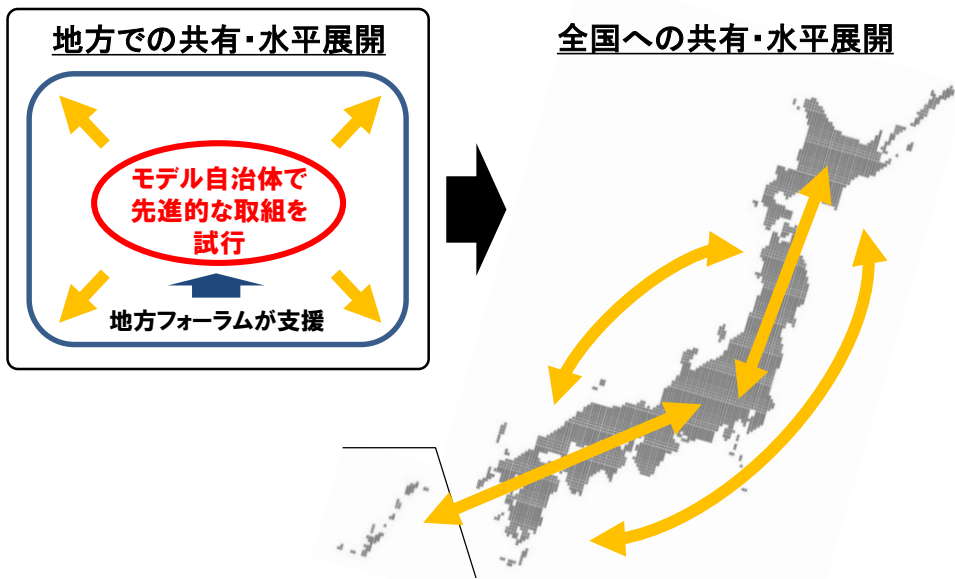 地方での共有・水平展開
モデル自治体で
先進的な取組を
試行
地方フォーラムが支援
全国への共有・水平展開